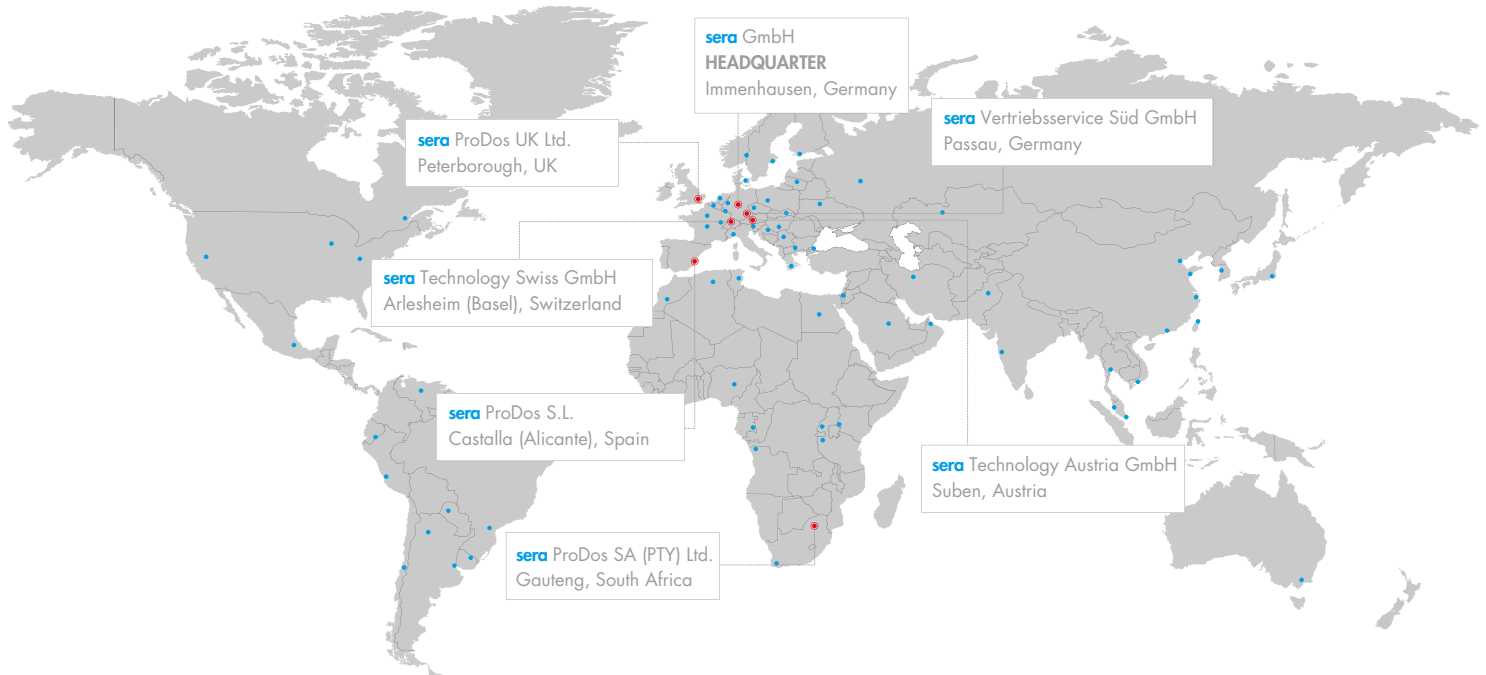 sera GmbH
HEADQUARTER
Immenhausen, Germany
sera Vertriebsservice Süd GmbH
Passau, Germany
sera ProDos UK Ltd.
Peterborough, UK
sera Technology Swiss GmbH
Arlesheim (Basel), Switzerland
sera ProDos S.L.
Castalla (Alicante), Spain
sera Technology Austria GmbH
Suben, Austria
sera ProDos SA (PTY) Ltd.
Gauteng, South Africa